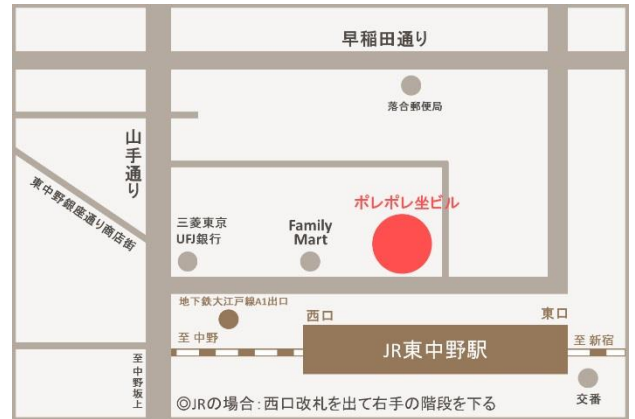 早稲田通り
落合郵便局
山手通り
東中野銀座通り商店街
ポレポレ坐ビル
三菱東京
UFJ銀行
Family
Mart
地下鉄大江戸線A1出口
西口
東口
至 中野
JR東中野駅
至 新宿
至中野坂上
交番
◎JRの場合:西口改札を出て右手の階段を下る